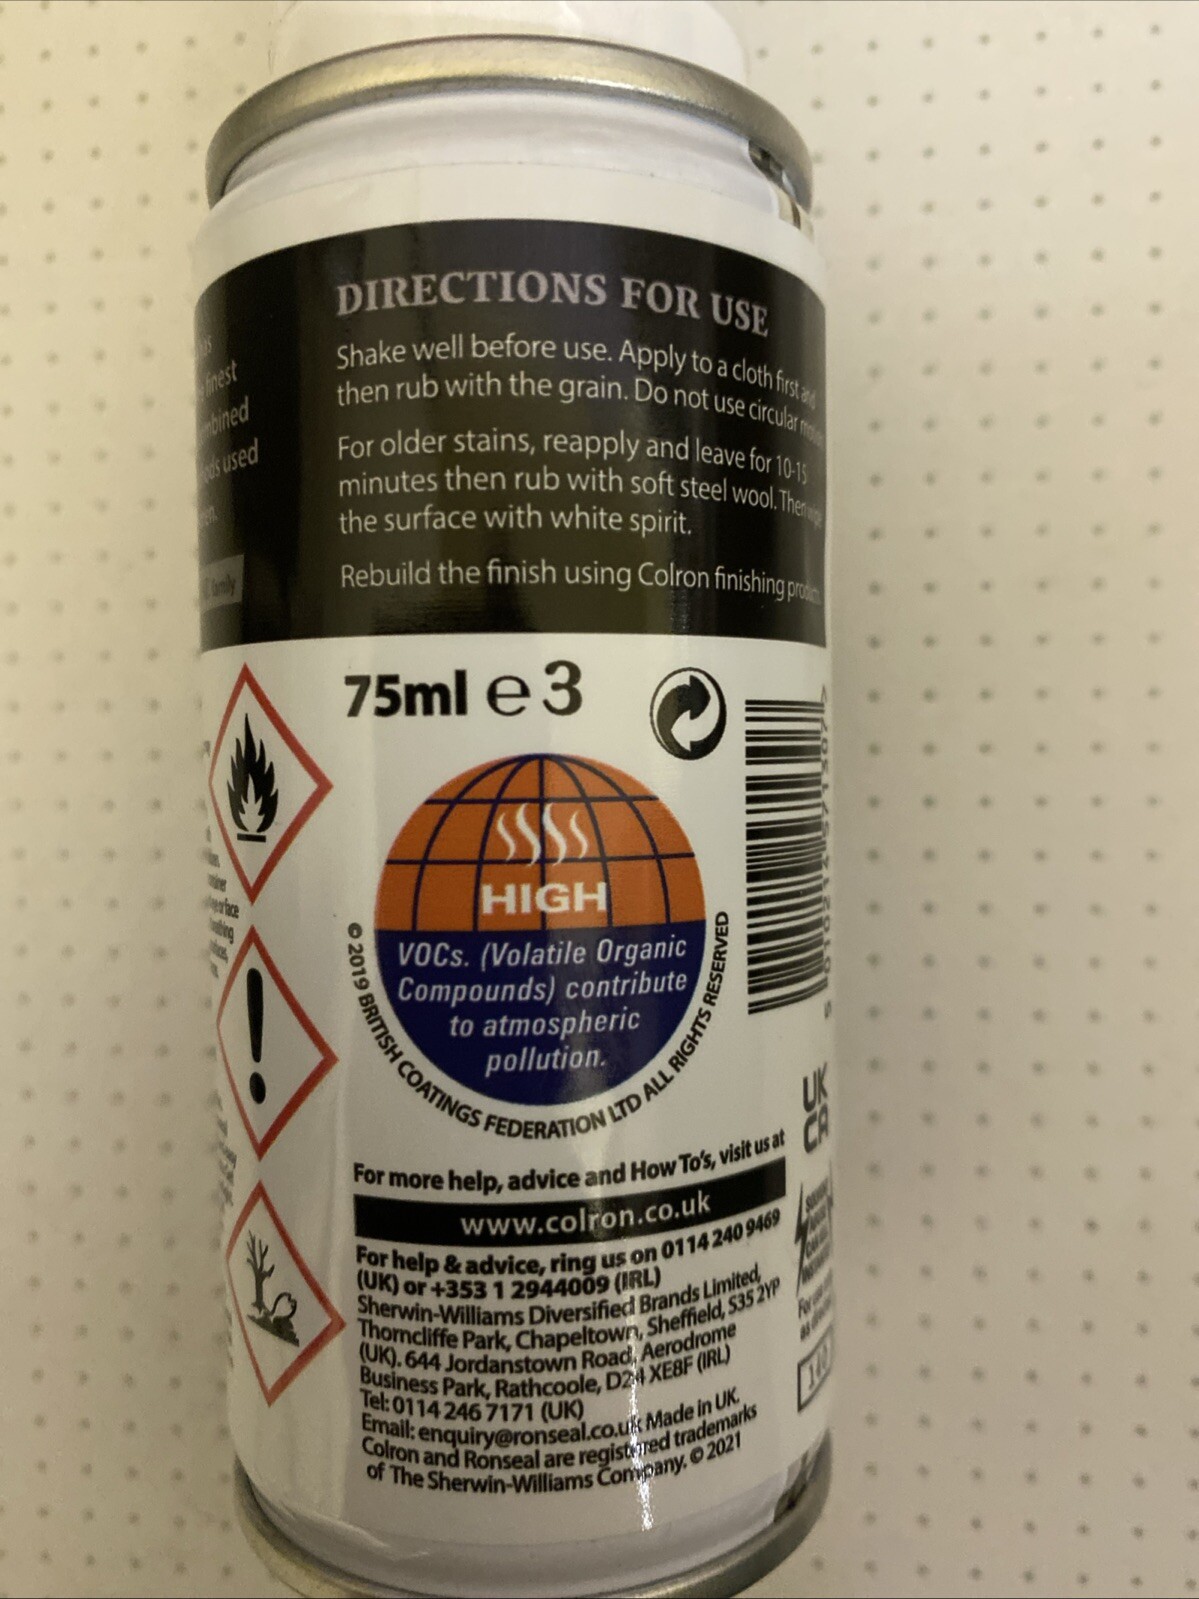 finest
used
family
DIRECTIONS FOR USE
Shake well before use. Apply to a cloth first and
then rub with the grain. Do not use circular
For older stains, reapply and leave for 10-15
minutes then rub with soft steel wool. Then wipe
the surface with white spirit.
Rebuild the finish using Colron finishing
75ml e 3
HIGH
VOCs. (Volatile Organic
Compounds) contribute
to atmospheric
pollution.
© 2019 BRITISH COATINGS FEDERATION LTD ALL RIGHTS RESERVED
UK
CA
For more help, advice and How To's, visit us at
www.colron.co.uk
For help & advice, ring us on 0114 240 9469
(UK) or +353 1 2944009 (IRL)
Sherwin-Williams Diversified Brands Limited,
Thorncliffe Park, Chapeltown, Sheffield, S35 2YP
(UK). 644 Jordanstown Road, Aerodrome
Business Park, Rathcoole, D24 XE8F (IRL)
Tel: 0114 246 7171 (UK)
Email: enquiry@ronseal.co.uk Made in UK.
Colron and Ronseal are registered trademarks
of The Sherwin-Williams Company. © 2021